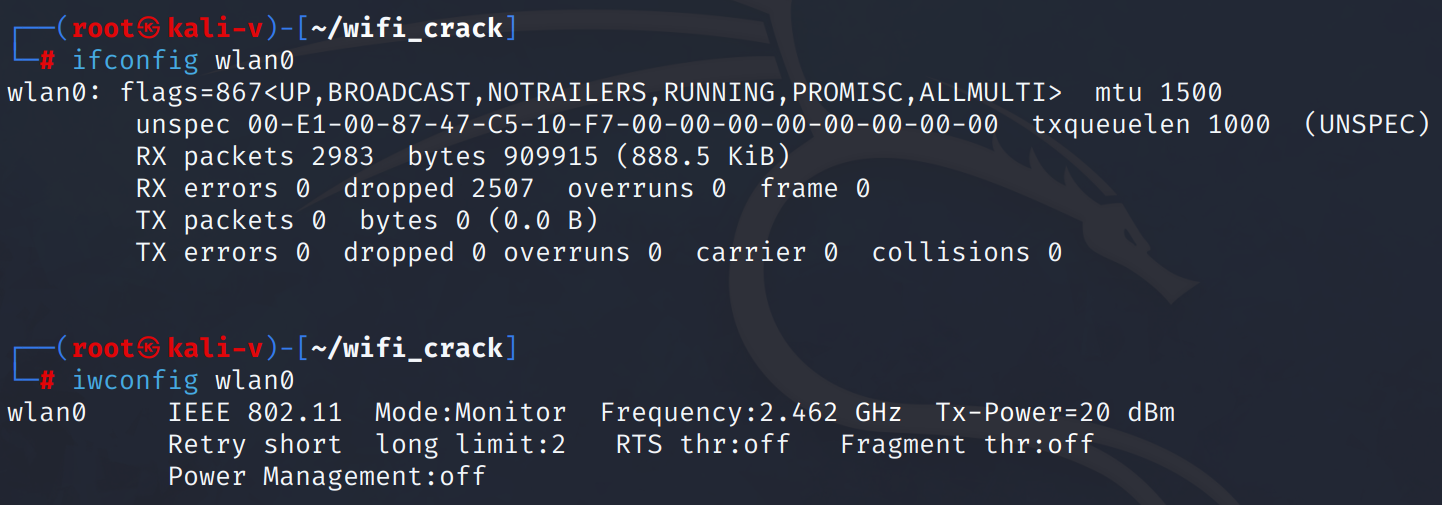 ┌──(root㉿kali-v)-[~/wifi_crack]
└─# ifconfig wlan0
wlan0: flags=867<UP,BROADCAST,NOTRAILERS,RUNNING,PROMISC,ALLMULTI>  mtu 1500
        unspec 00-E1-00-87-47-C5-10-F7-00-00-00-00-00-00-00-00  txqueuelen 1000  (UNSPEC)
        RX packets 2983  bytes 909915 (888.5 KiB)
        RX errors 0  dropped 2507  overruns 0  frame 0
        TX packets 0  bytes 0 (0.0 B)
        TX errors 0  dropped 0 overruns 0  carrier 0  collisions 0
┌──(root㉿kali-v)-[~/wifi_crack]
└─# iwconfig wlan0
wlan0     IEEE 802.11  Mode:Monitor  Frequency:2.462 GHz  Tx-Power=20 dBm
          Retry short  long limit:2   RTS thr:off   Fragment thr:off
          Power Management:off